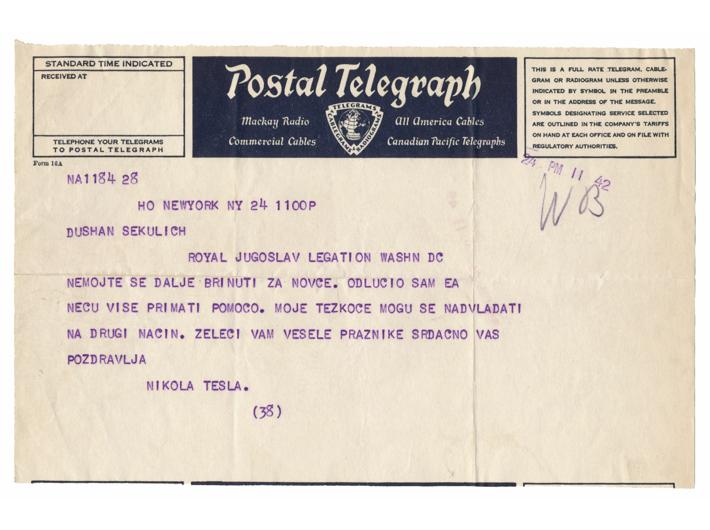 STANDARD TIME INDICATED
RECEIVED AT
TELEPHONE YOUR TELEGRAMS
TO POSTAL TELEGRAPH
Form 16A
Postal Telegraph
Mackay Radio
All America Cables
Commercial Cables
Canadian Pacific Telegraphs
TELEGRAMS
CABLEGRAMS
RADIOGRAMS
THIS IS A FULL RATE TELEGRAM, CABLE-
GRAM OR RADIOGRAM UNLESS OTHERWISE
INDICATED BY SYMBOL IN THE PREAMBLE
OR IN THE ADDRESS OF THE MESSAGE.
SYMBOLS DESIGNATING SERVICE SELECTED
ARE OUTLINED IN THE COMPANY'S TARIFFS
ON HAND AT EACH OFFICE AND ON FILE WITH
REGULATORY AUTHORITIES.
24 PM 11 42
WB
NA1184 28
HO NEWYORK NY 24 1100P
DUSHAN SEKULICH
ROYAL JUGOSLAV LEGATION WASHN DC
NEMOJTE SE DALJE BRINUTI ZA NOVCE. ODLUCIO SAM EA
NECU VISE PRIMATI POMOCO. MOJE TEZKOCE MOGU SE NADVLADATI
NA DRUGI NACIN. ZELECI VAM VESELE PRAZNIKE SRDACNO VAS
POZDRAVLJA
NIKOLA TESLA.
(38)